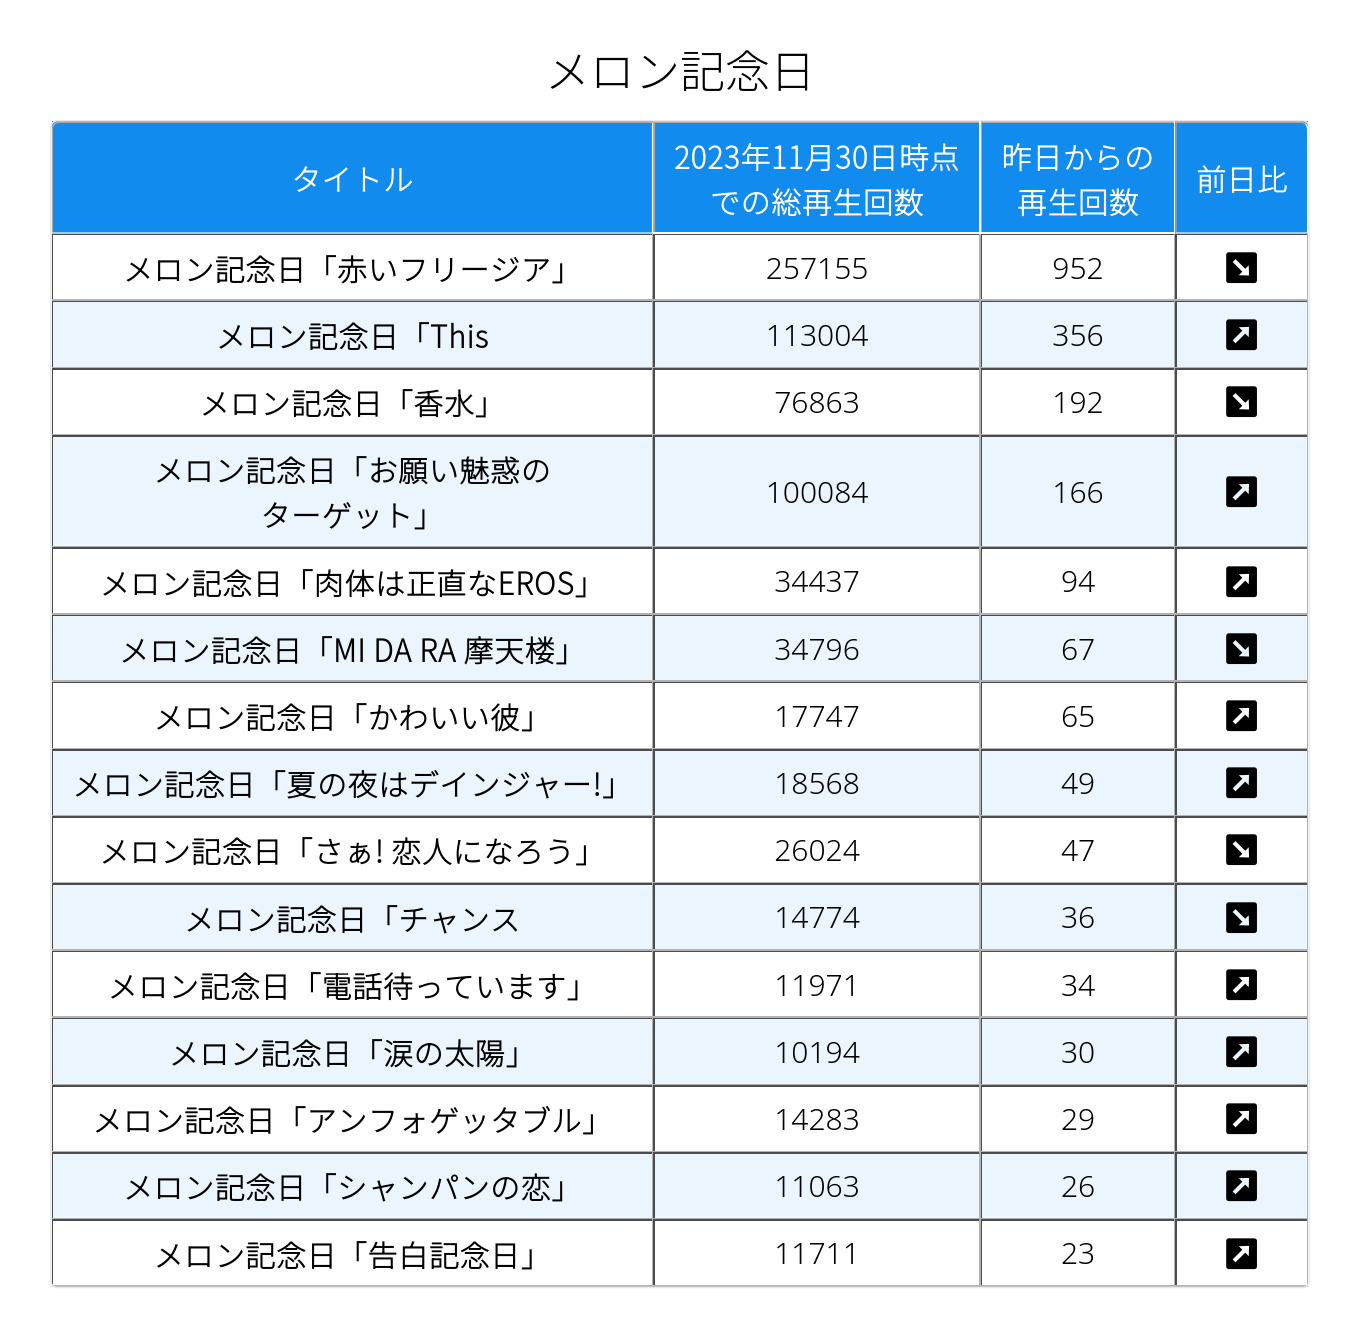 メロン記念日
タイトル
2023年11月30日時点
での総再生回数
昨日からの
再生回数
前日比
メロン記念日「赤いフリージア」 257155 952 ↘
メロン記念日「This 113004 356 ↗
メロン記念日「香水」 76863 192 ↘
メロン記念日「お願い魅惑の
ターゲット」 100084 166 ↗
メロン記念日「肉体は正直なEROS」 34437 94 ↗
メロン記念日「MI DA RA 摩天楼」 34796 67 ↘
メロン記念日「かわいい彼」 17747 65 ↗
メロン記念日「夏の夜はデインジャー!」 18568 49 ↗
メロン記念日「さぁ! 恋人になろう」 26024 47 ↘
メロン記念日「チャンス 14774 36 ↘
メロン記念日「電話待っています」 11971 34 ↗
メロン記念日「涙の太陽」 10194 30 ↗
メロン記念日「アンフォゲッタブル」 14283 29 ↗
メロン記念日「シャンパンの恋」 11063 26 ↗
メロン記念日「告白記念日」 11711 23 ↗